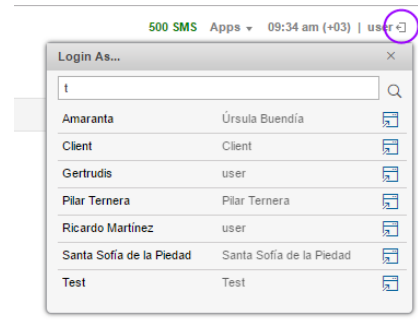 500 SMS Apps 09:34 am (+03) | user
Login As... ×
t
Amaranta Úrsula Buendía
Client Client
Gertrudis user
Pilar Ternera Pilar Ternera
Ricardo Martínez user
Santa Sofía de la Piedad Santa Sofía de la Piedad
Test Test